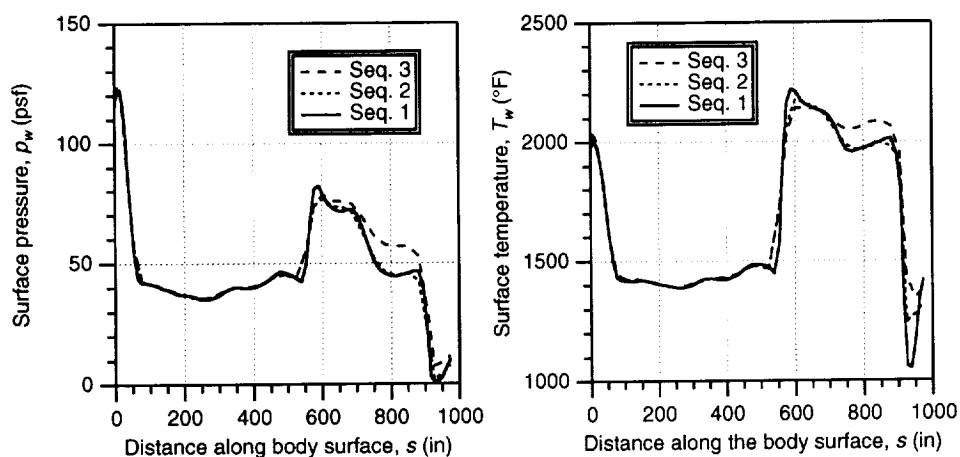 150
100
50
0
Surface pressure, p_w (psf)
Seq. 3
Seq. 2
Seq. 1
0 200 400 600 800 1000
Distance along body surface, s (in)
2500
2000
1500
1000
Surface temperature, T_w (°F)
Seq. 3
Seq. 2
Seq. 1
0 200 400 600 800 1000
Distance along the body surface, s (in)